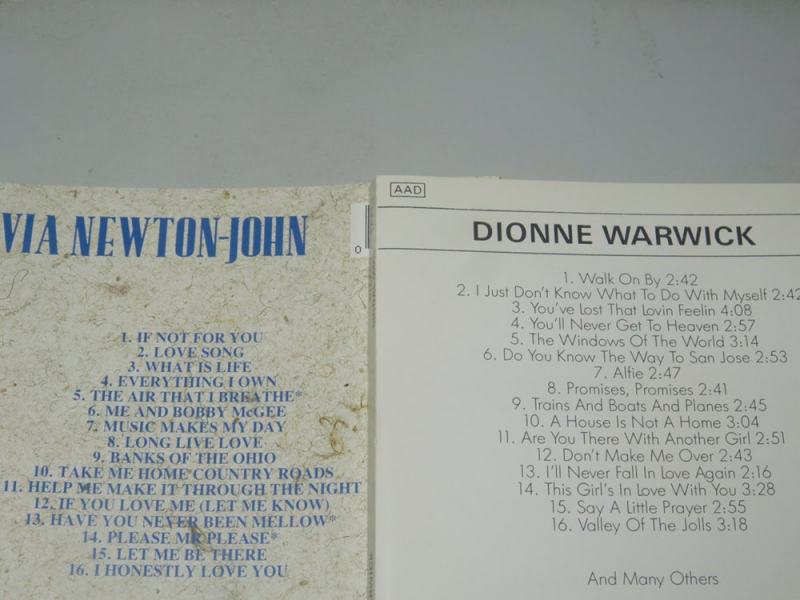 VIA NEWTON-JOHN
1. IF NOT FOR YOU
2. LOVE SONG
3. WHAT IS LIFE
4. EVERYTHING I OWN
5. THE AIR THAT I BREATHE*
6. ME AND BOBBY McGEE
7. MUSIC MAKES MY DAY
8. LONG LIVE LOVE
9. BANKS OF THE OHIO
10. TAKE ME HOME COUNTRY ROADS
11. HELP ME MAKE IT THROUGH THE NIGHT
12. IF YOU LOVE ME (LET ME KNOW)
13. HAVE YOU NEVER BEEN MELLOW*
14. PLEASE MR PLEASE*
15. LET ME BE THERE
16. I HONESTLY LOVE YOU
0
AAD
DIONNE WARWICK
1. Walk On By 2:42
2. I Just Don't Know What To Do With Myself 2:42
3. You've Lost That Lovin Feelin 4:08
4. You'll Never Get To Heaven 2:57
5. The Windows Of The World 3:14
6. Do You Know The Way To San Jose 2:53
7. Alfie 2:47
8. Promises, Promises 2:41
9. Trains And Boats And Planes 2:45
10. A House Is Not A Home 3:04
11. Are You There With Another Girl 2:51
12. Don't Make Me Over 2:43
13. I'll Never Fall In Love Again 2:16
14. This Girl's In Love With You 3:28
15. Say A Little Prayer 2:55
16. Valley Of The Jolls 3:18
And Many Others